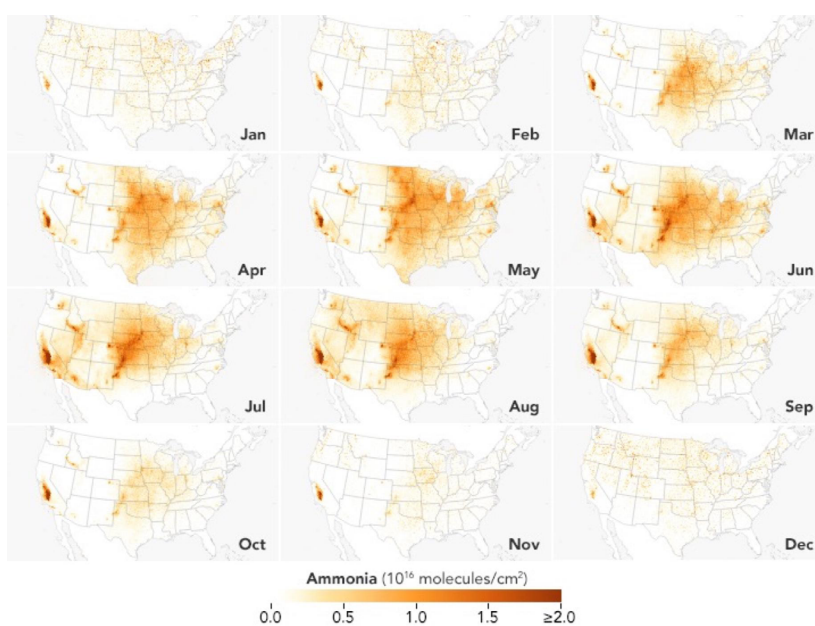 Jan
Feb
Mar
Apr
May
Jun
Jul
Aug
Sep
Oct
Nov
Dec
Ammonia (10¹⁶ molecules/cm²)
0.0 0.5 1.0 1.5 ≥2.0